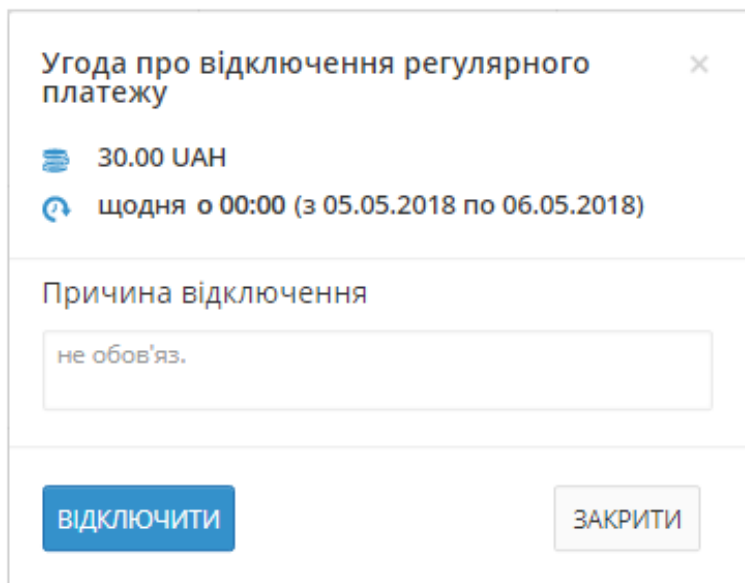 Угода про відключення регулярного
платежу
×
30.00 UAH
щодня о 00:00 (з 05.05.2018 по 06.05.2018)
Причина відключення
не обов'яз.
ВІДКЛЮЧИТИ
ЗАКРИТИ